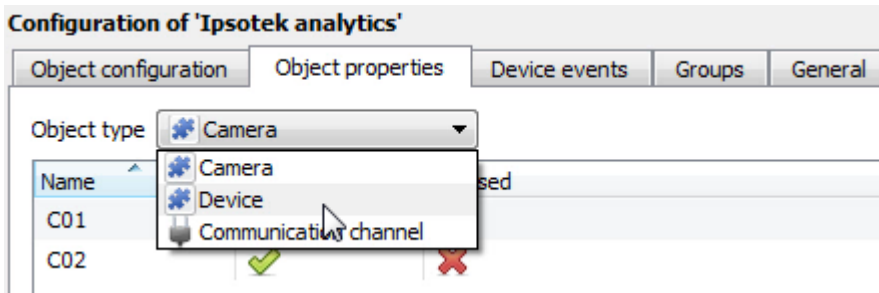 Configuration of 'Ipsotek analytics'
Object configuration Object properties Device events Groups General
Object type Camera
Camera
Name sed
Device
C01
Communication channel
C02